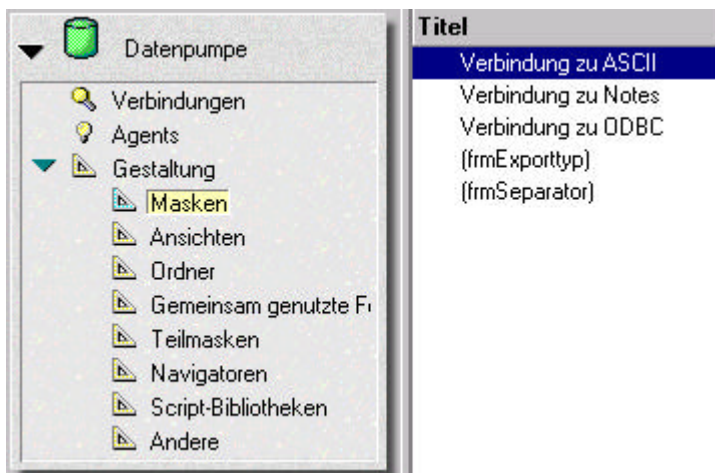 Datenpumpe
Verbindungen
Agents
Gestaltung
Masken
Ansichten
Ordner
Gemeinsam genutzte
Teilmasken
Navigatoren
Script-Bibliotheken
Andere
Titel
Verbindung zu ASCII
Verbindung zu Notes
Verbindung zu ODBC
(frmExporttyp)
(frmSeparator)